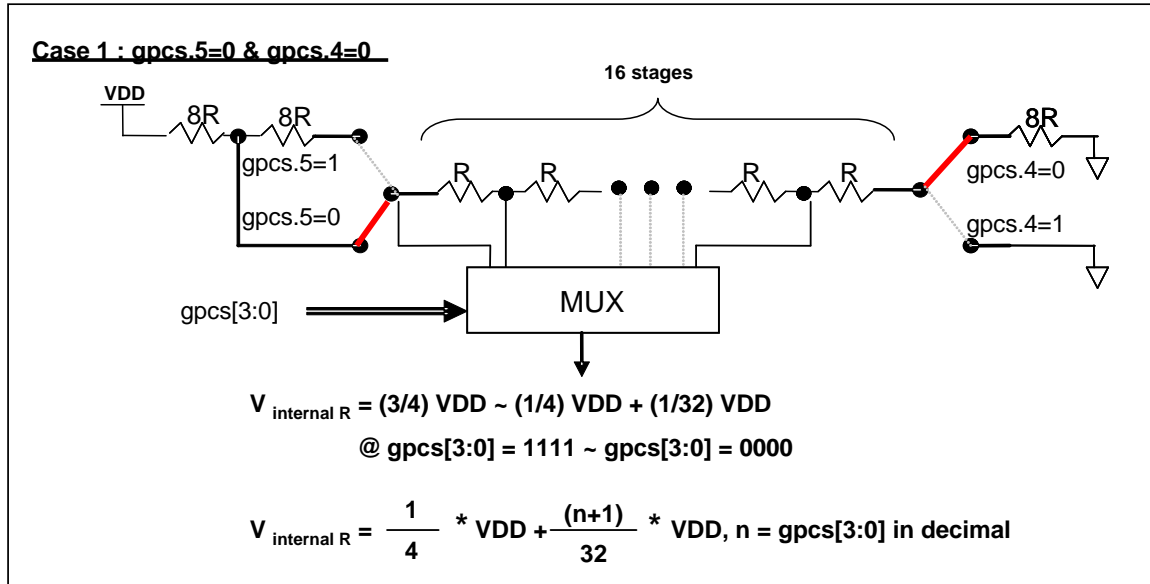 Case 1 : gpcs.5=0 & gpcs.4=0
16 stages
VDD
8R 8R 8R
gpcs.5=1
R R R R
gpcs.4=0
gpcs.5=0
gpcs.4=1
MUX
gpcs[3:0]
V internal R = (3/4) VDD ~ (1/4) VDD + (1/32) VDD
@ gpcs[3:0] = 1111 ~ gpcs[3:0] = 0000
V internal R = 1/4 * VDD + (n+1)/32 * VDD, n = gpcs[3:0] in decimal